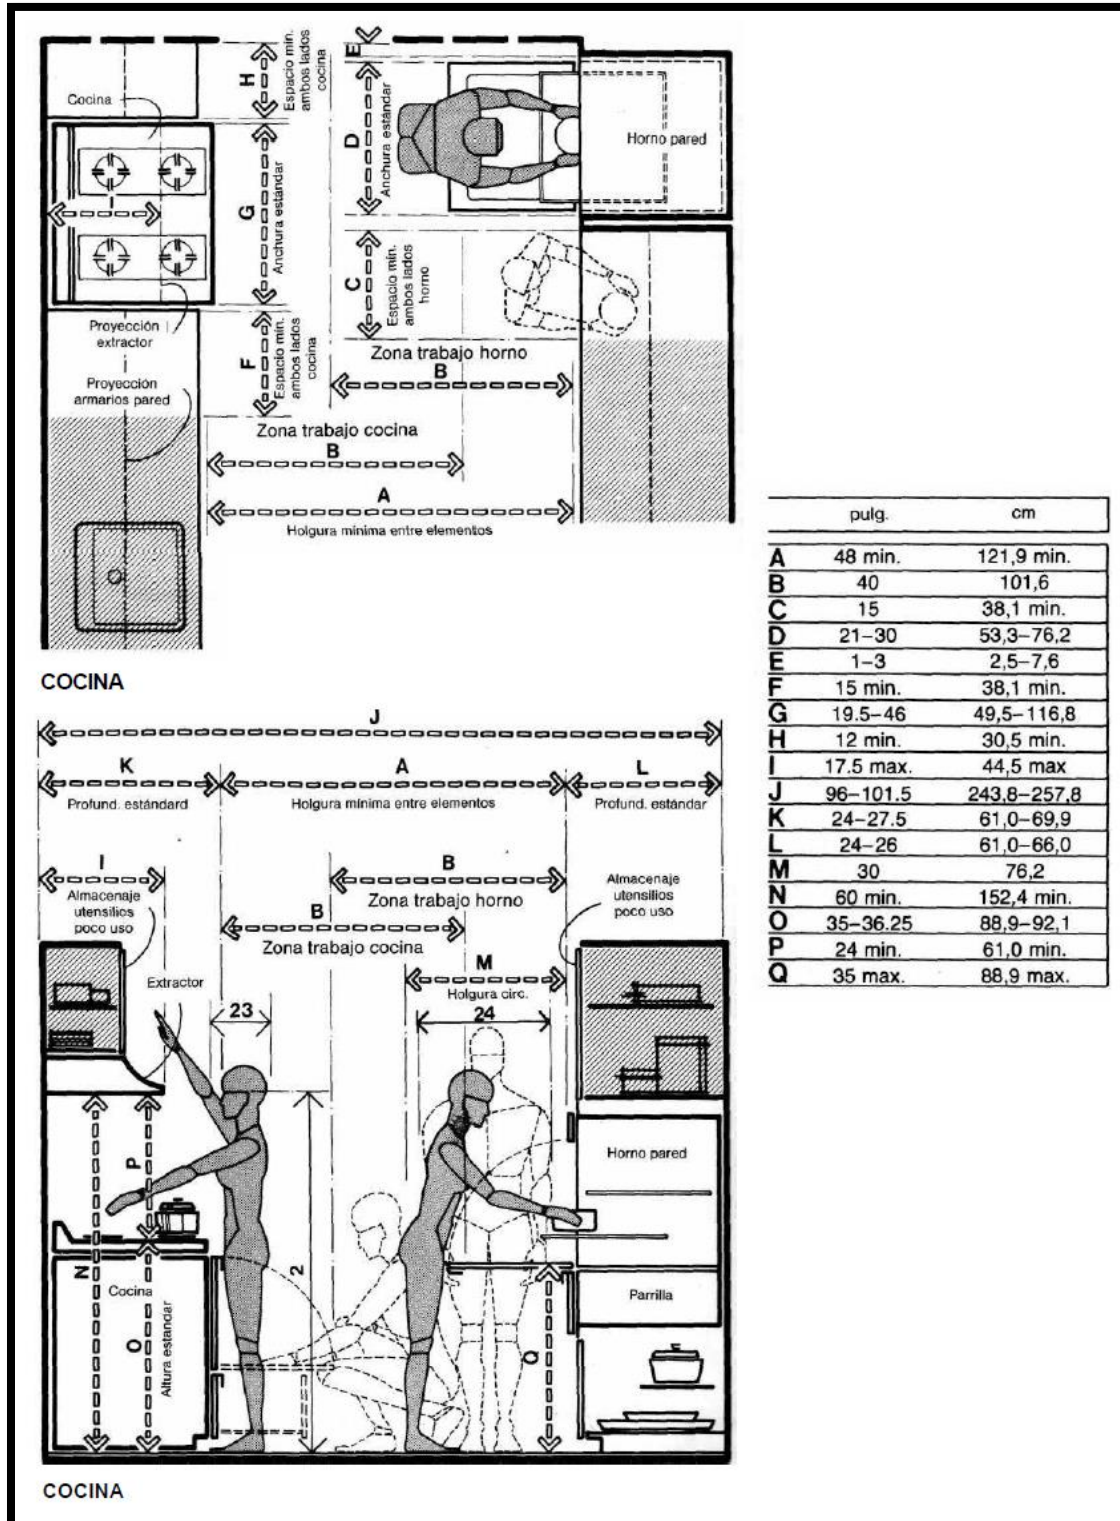 E
H
Espacio mín.
ambos lados
cocina
Cocina
D
Anchura estándar
Horno pared
I
G
Anchura estándar
C
Espacio mín.
ambos lados
horno
Proyección
extractor
F
Espacio mín.
ambos lados
cocina
Zona trabajo horno
B
Proyección
armarios pared
Zona trabajo cocina
B
A
Holgura mínima entre elementos
COCINA
pulg. cm
A 48 min. 121,9 min.
B 40 101,6
C 15 38,1 min.
D 21–30 53,3–76,2
E 1–3 2,5–7,6
F 15 min. 38,1 min.
G 19.5–46 49,5–116,8
H 12 min. 30,5 min.
I 17.5 max. 44,5 max
J 96–101.5 243,8–257,8
K 24–27.5 61,0–69,9
L 24–26 61,0–66,0
M 30 76,2
N 60 min. 152,4 min.
O 35–36.25 88,9–92,1
P 24 min. 61,0 min.
Q 35 max. 88,9 max.
J
K A L
Profund. estándard Holgura mínima entre elementos Profund. estándar
I
B
Almacenaje
utensilios
poco uso
Zona trabajo horno
Almacenaje
utensilios
poco uso
B
Zona trabajo cocina
M
Holgura circ.
Extractor
23
24
P
Horno pared
N
2
Cocina
Parrilla
O
Altura estandar
Q
COCINA